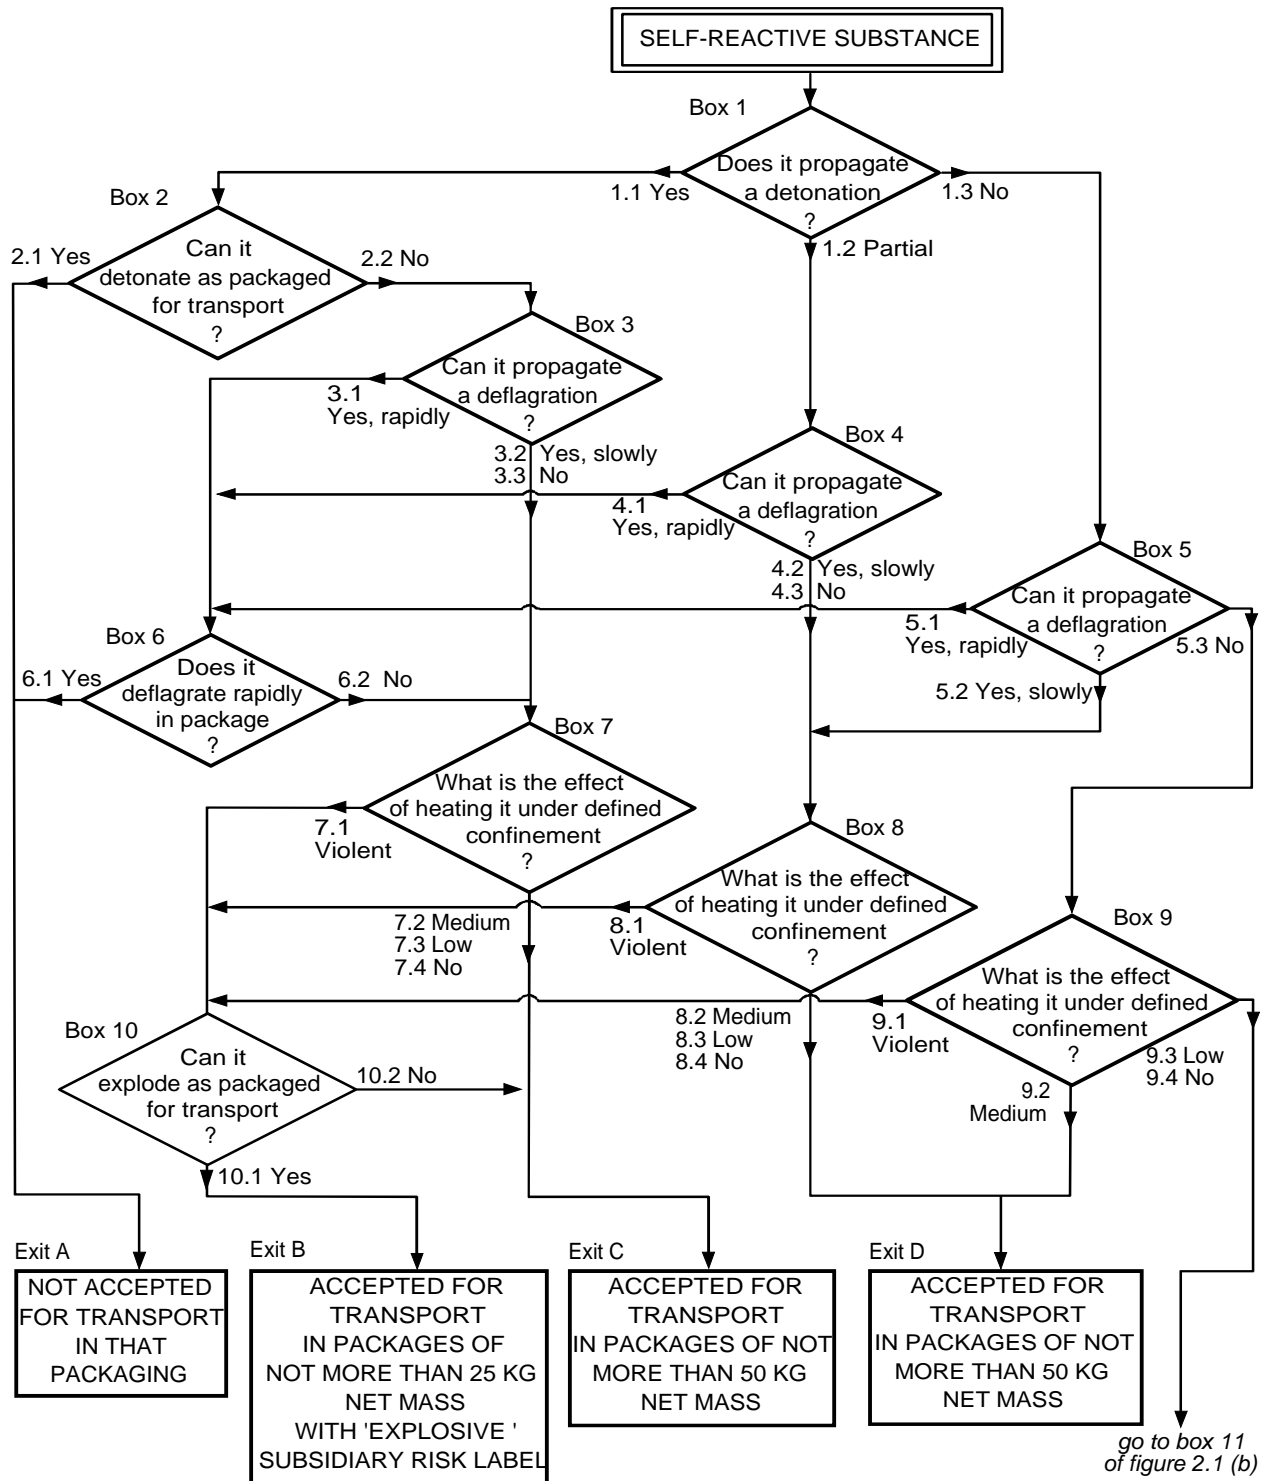 SELF-REACTIVE SUBSTANCE
Box 1
Does it propagate
a detonation
?
1.1 Yes
1.3 No
1.2 Partial
Box 2
Can it
detonate as packaged
for transport
?
2.1 Yes
2.2 No
Box 3
Can it propagate
a deflagration
?
3.1
Yes, rapidly
3.2 Yes, slowly
3.3 No
Box 4
Can it propagate
a deflagration
?
4.1
Yes, rapidly
4.2 Yes, slowly
4.3 No
Box 5
Can it propagate
a deflagration
?
5.1
Yes, rapidly
5.3 No
5.2 Yes, slowly
Box 6
Does it
deflagrate rapidly
in package
?
6.1 Yes
6.2 No
Box 7
What is the effect
of heating it under defined
confinement
?
7.1
Violent
7.2 Medium
7.3 Low
7.4 No
Box 8
What is the effect
of heating it under defined
confinement
?
8.1
Violent
8.2 Medium
8.3 Low
8.4 No
Box 9
What is the effect
of heating it under defined
confinement
?
9.1
Violent
9.3 Low
9.4 No
9.2
Medium
Box 10
Can it
explode as packaged
for transport
?
10.2 No
10.1 Yes
Exit A
NOT ACCEPTED
FOR TRANSPORT
IN THAT
PACKAGING
Exit B
ACCEPTED FOR
TRANSPORT
IN PACKAGES OF
NOT MORE THAN 25 KG
NET MASS
WITH 'EXPLOSIVE '
SUBSIDIARY RISK LABEL
Exit C
ACCEPTED FOR
TRANSPORT
IN PACKAGES OF NOT
MORE THAN 50 KG
NET MASS
Exit D
ACCEPTED FOR
TRANSPORT
IN PACKAGES OF NOT
MORE THAN 50 KG
NET MASS
go to box 11
of figure 2.1 (b)